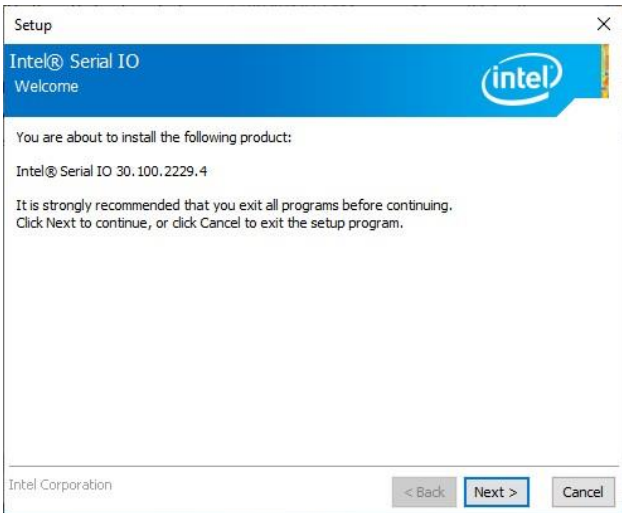 Setup
Intel® Serial IO
Welcome
intel
You are about to install the following product:
Intel® Serial IO 30.100.2229.4
It is strongly recommended that you exit all programs before continuing.
Click Next to continue, or click Cancel to exit the setup program.
Intel Corporation
< Back Next > Cancel